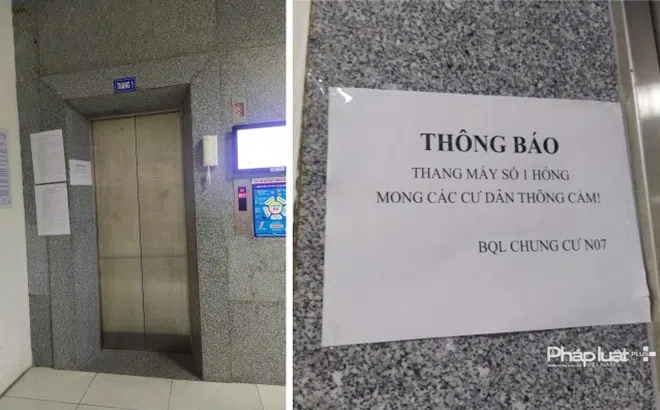 THANG 1
THÔNG BÁO
THANG MÁY SỐ 1 HỎNG
MONG CÁC CƯ DÂN THÔNG CẢM!
BQL CHUNG CƯ N07
Pháp luật PLUS
VIETNAM